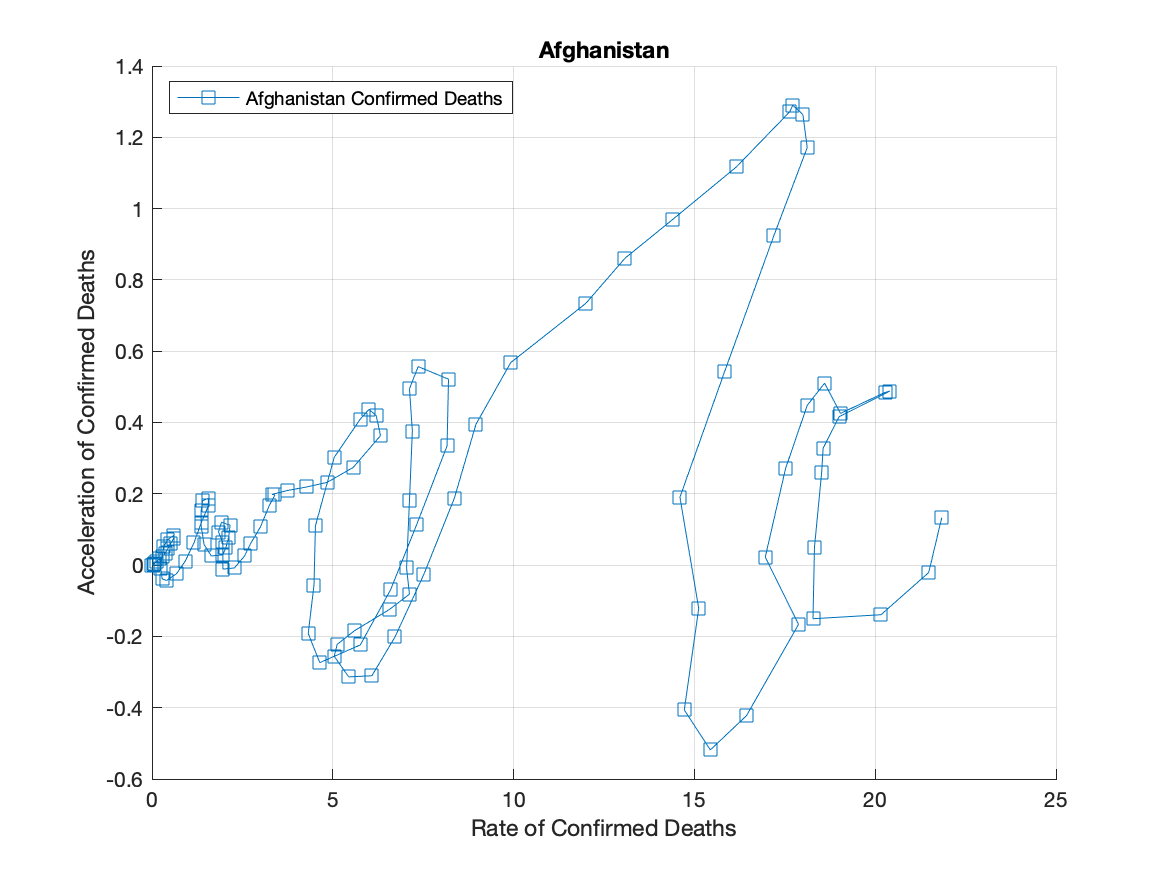 Afghanistan
Afghanistan Confirmed Deaths
1.4
1.2
1
0.8
0.6
0.4
0.2
0
-0.2
-0.4
-0.6
Acceleration of Confirmed Deaths
0 5 10 15 20 25
Rate of Confirmed Deaths